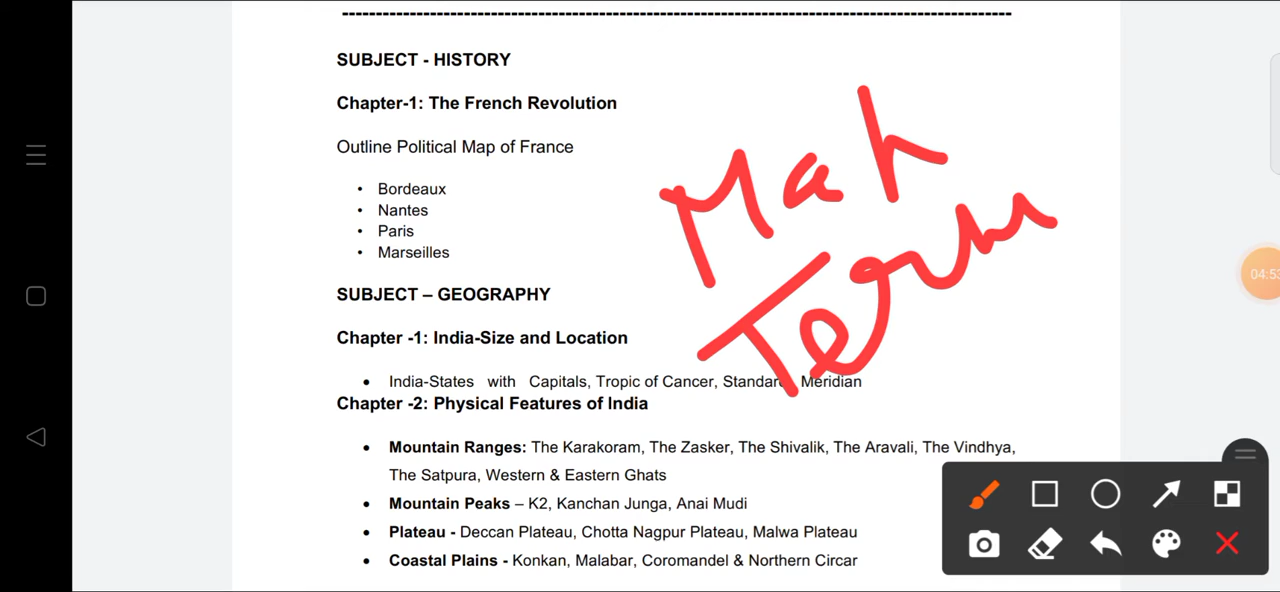 SUBJECT - HISTORY
Chapter-1: The French Revolution
Outline Political Map of France
• Bordeaux
• Nantes
• Paris
• Marseilles
SUBJECT – GEOGRAPHY
Chapter -1: India-Size and Location
• India-States with Capitals, Tropic of Cancer, Standard Meridian
Chapter -2: Physical Features of India
• Mountain Ranges: The Karakoram, The Zasker, The Shivalik, The Aravali, The Vindhya,
The Satpura, Western & Eastern Ghats
• Mountain Peaks – K2, Kanchan Junga, Anai Mudi
• Plateau - Deccan Plateau, Chotta Nagpur Plateau, Malwa Plateau
• Coastal Plains - Konkan, Malabar, Coromandel & Northern Circar
Term
04:53